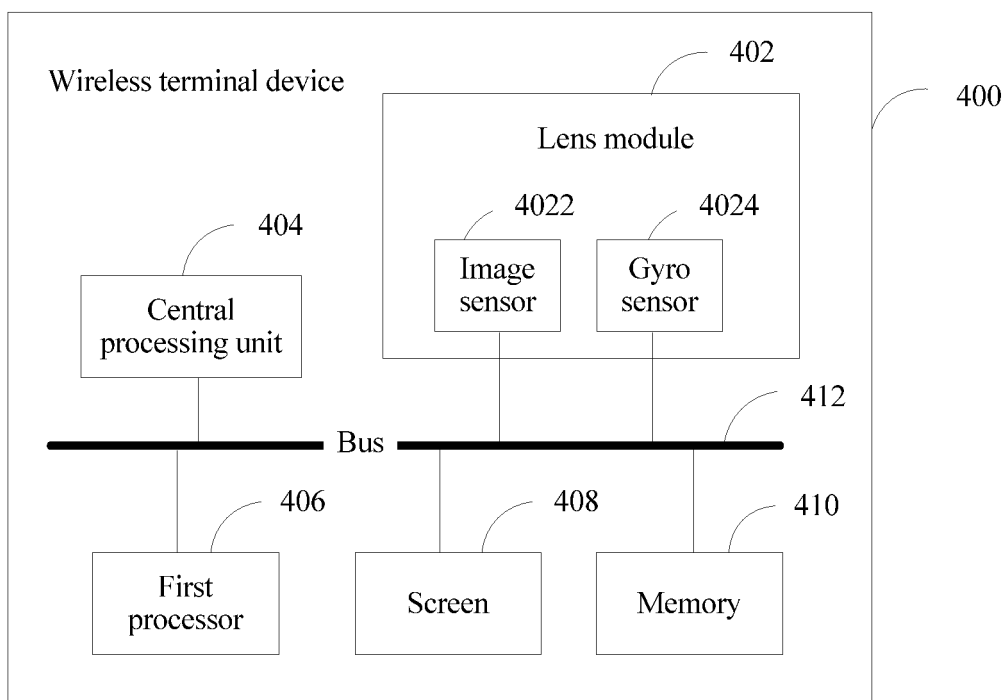 402
Wireless terminal device
400
Lens module
4022
4024
404
Image
sensor
Gyro
sensor
Central
processing unit
412
Bus
406
408
410
First
processor
Screen
Memory